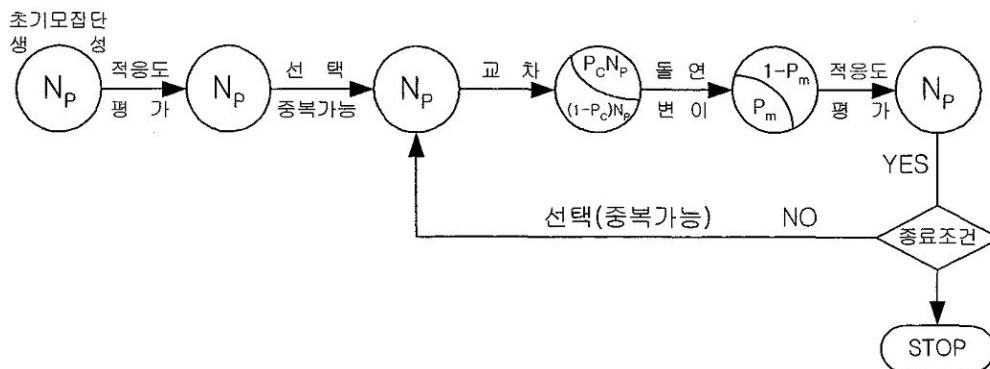 초기모집단
생 성
N_P
적응도
평 가
N_P
선 택
중복가능
N_P
교 차
P_C N_P
(1-P_C)N_P
돌 연
변 이
1-P_m
P_m
적응도
평 가
N_P
YES
선택(중복가능)
NO
종료조건
STOP